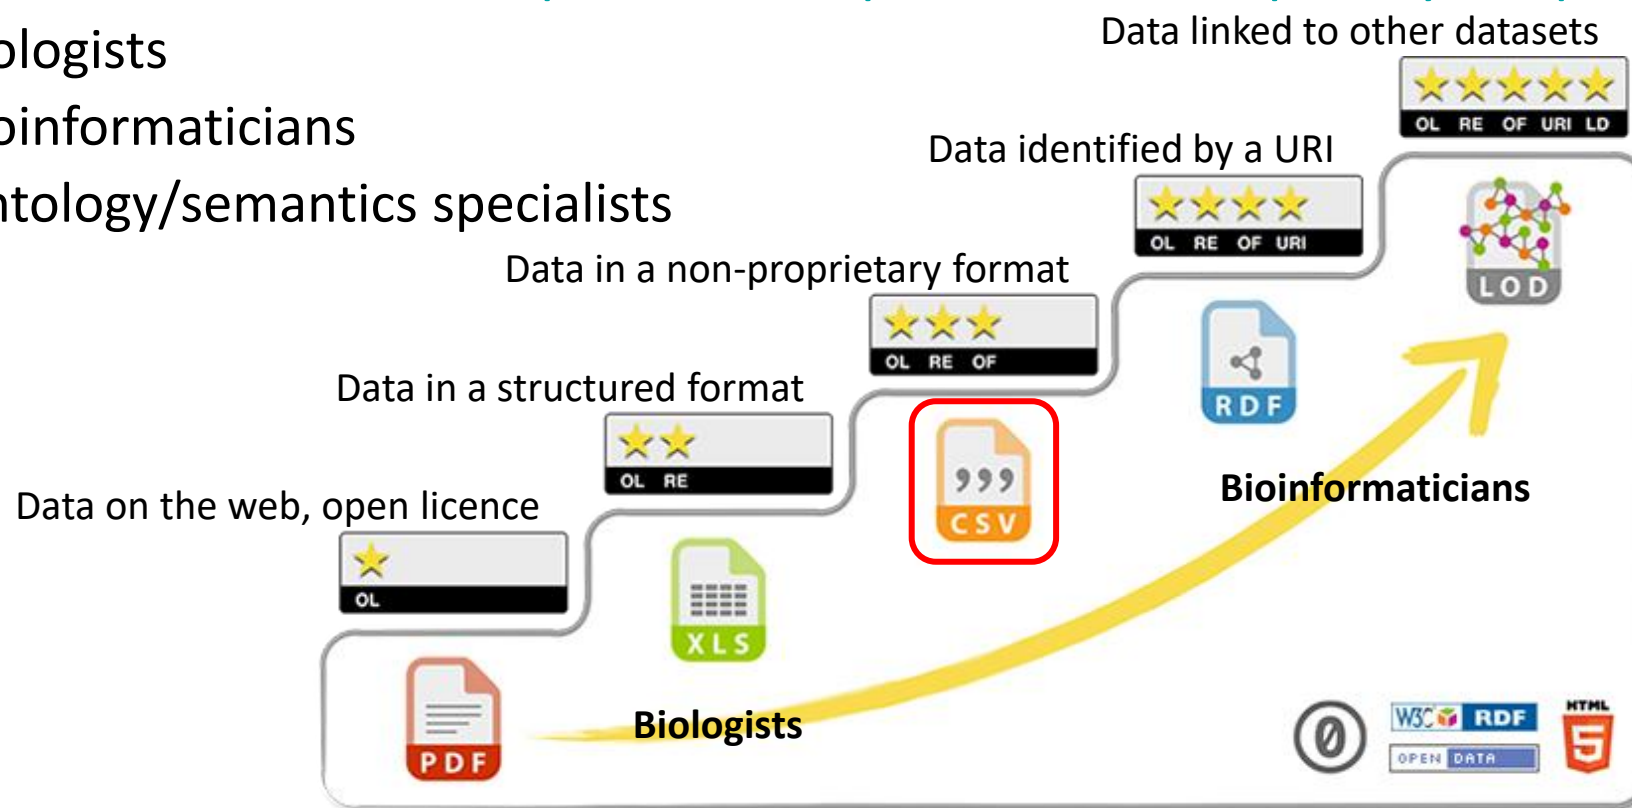 Data linked to other datasets
ologists
OL RE OF URI LD
oinformaticians
Data identified by a URI
ntology/semantics specialists
OL RE OF URI
LOD
Data in a non-proprietary format
OL RE OF
RDF
Data in a structured format
OL RE
CSV
Bioinformaticians
Data on the web, open licence
OL
XLS
Biologists
PDF
0
W3C RDF
OPEN DATA
HTML
5